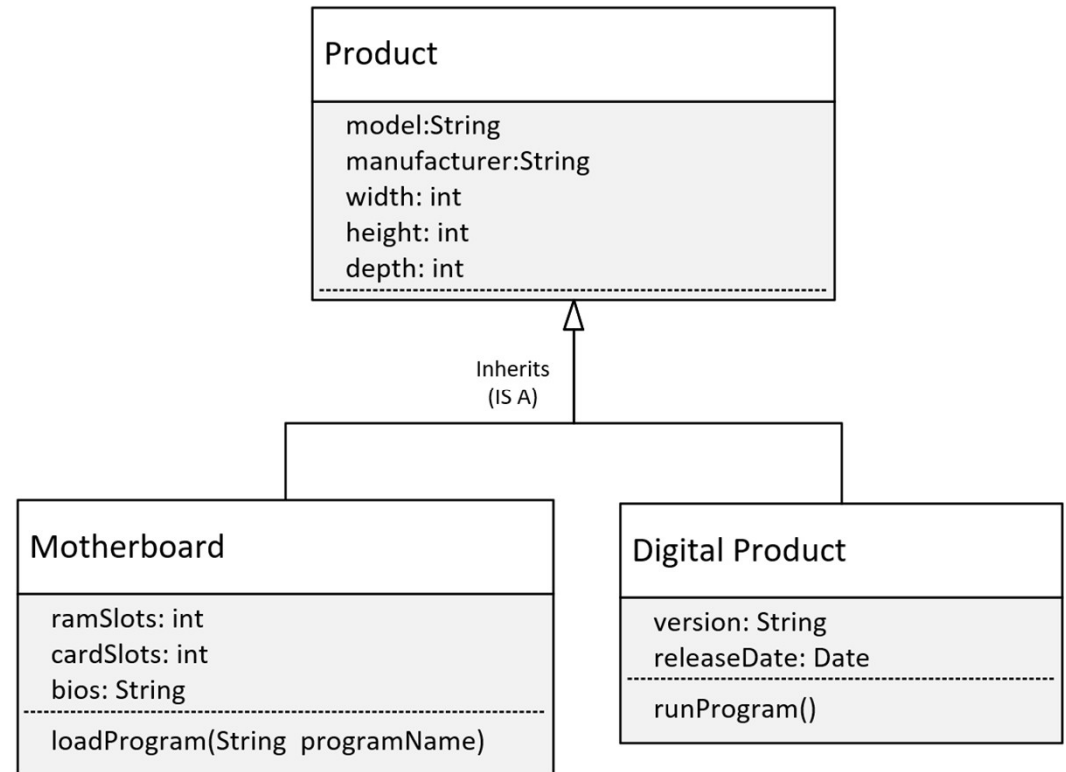 Product
model:String
manufacturer:String
width: int
height: int
depth: int
Inherits
(IS A)
Motherboard
ramSlots: int
cardSlots: int
bios: String
loadProgram(String programName)
Digital Product
version: String
releaseDate: Date
runProgram()